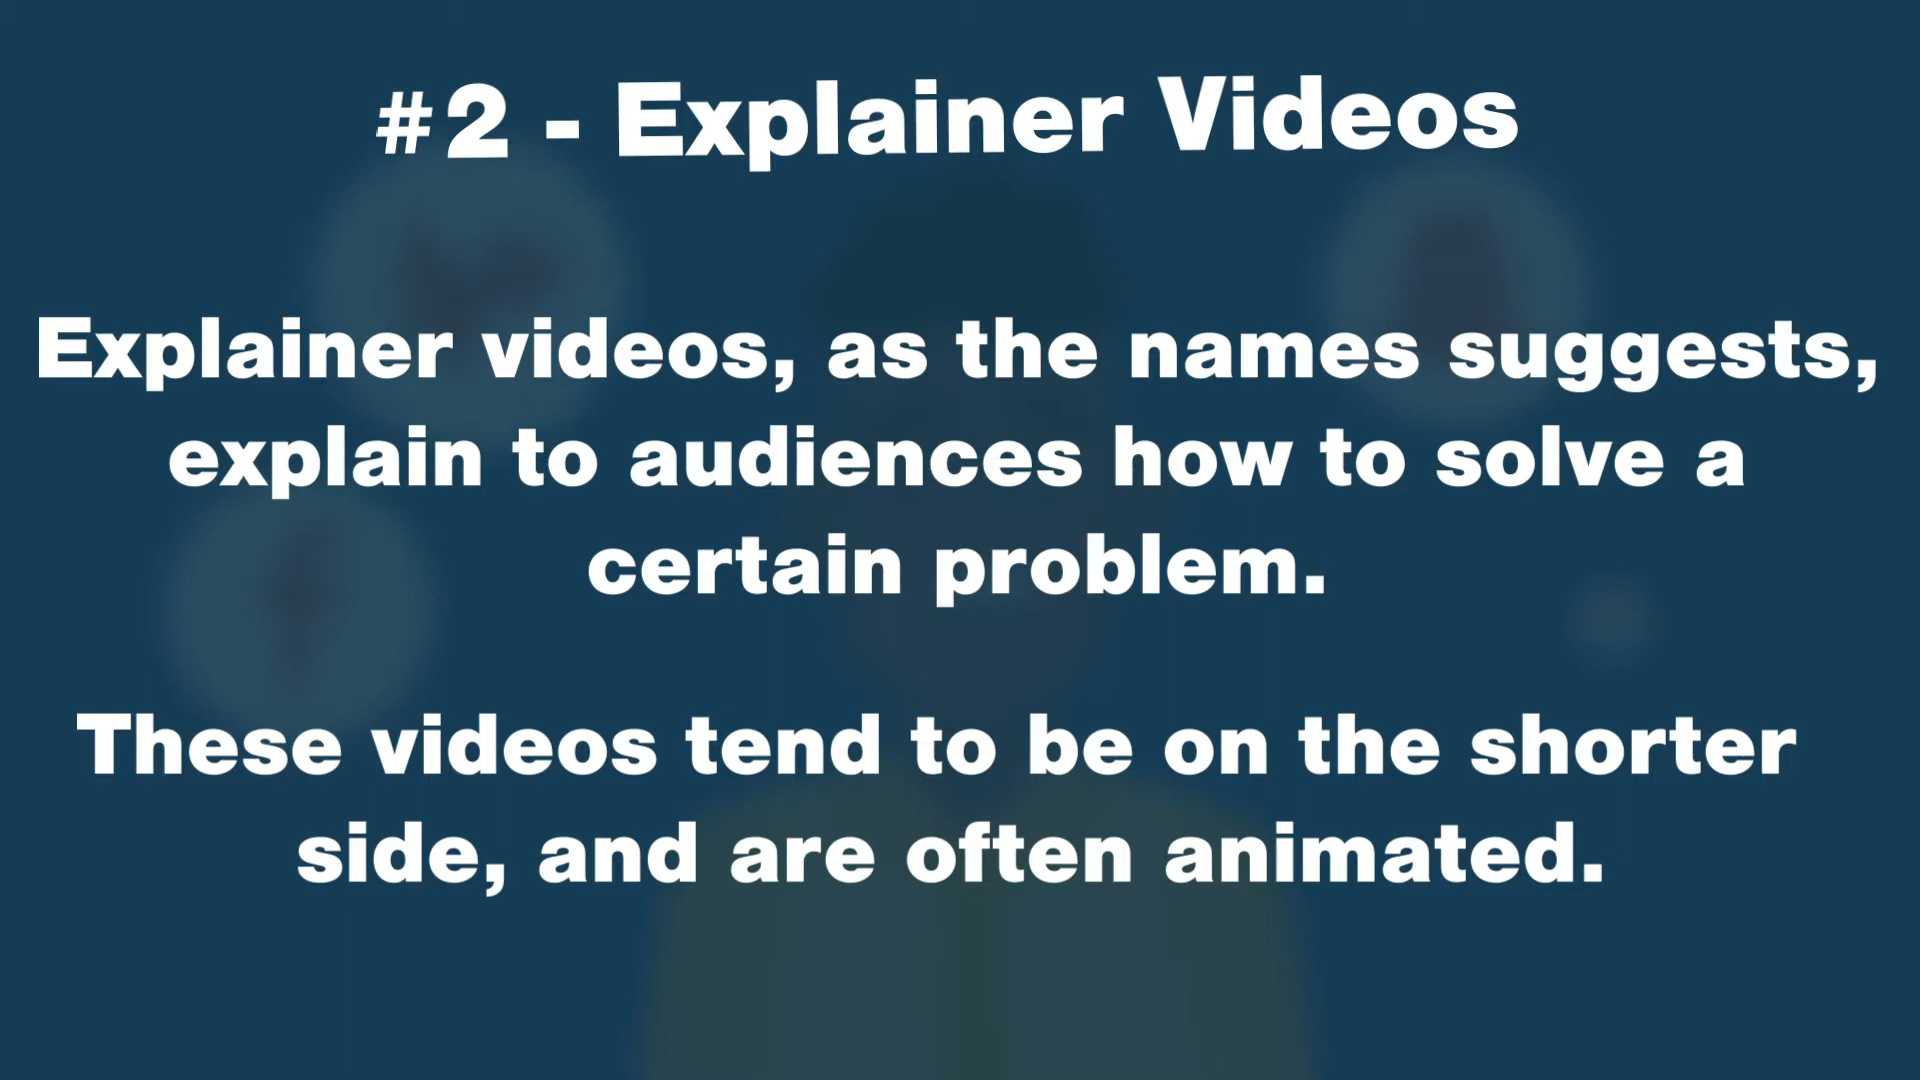 #2 - Explainer Videos
Explainer videos, as the names suggests,
explain to audiences how to solve a
certain problem.
These videos tend to be on the shorter
side, and are often animated.